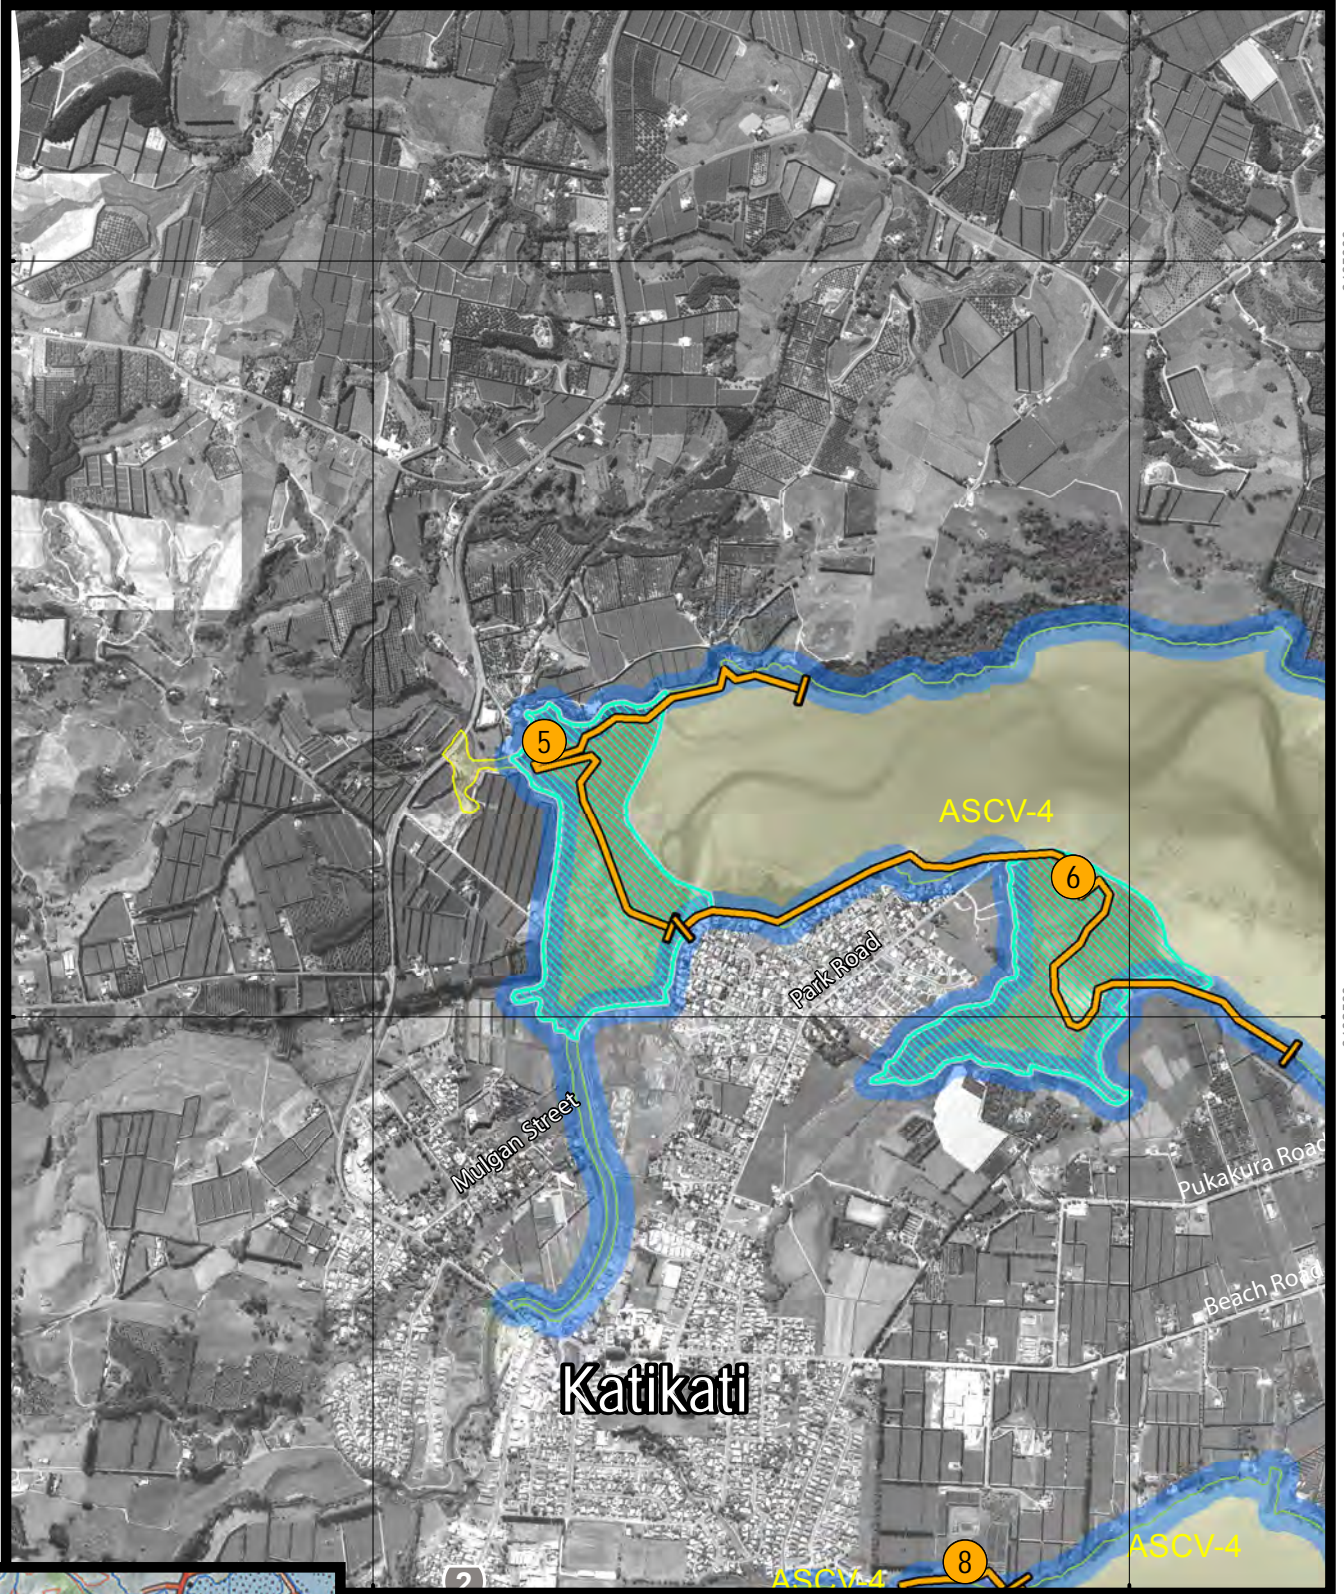 5
ASCV-4
6
Park Road
Mulgan Street
Pukakura Road
Beach Road
Katikati
ASCV-4
8
2
ASCV-4